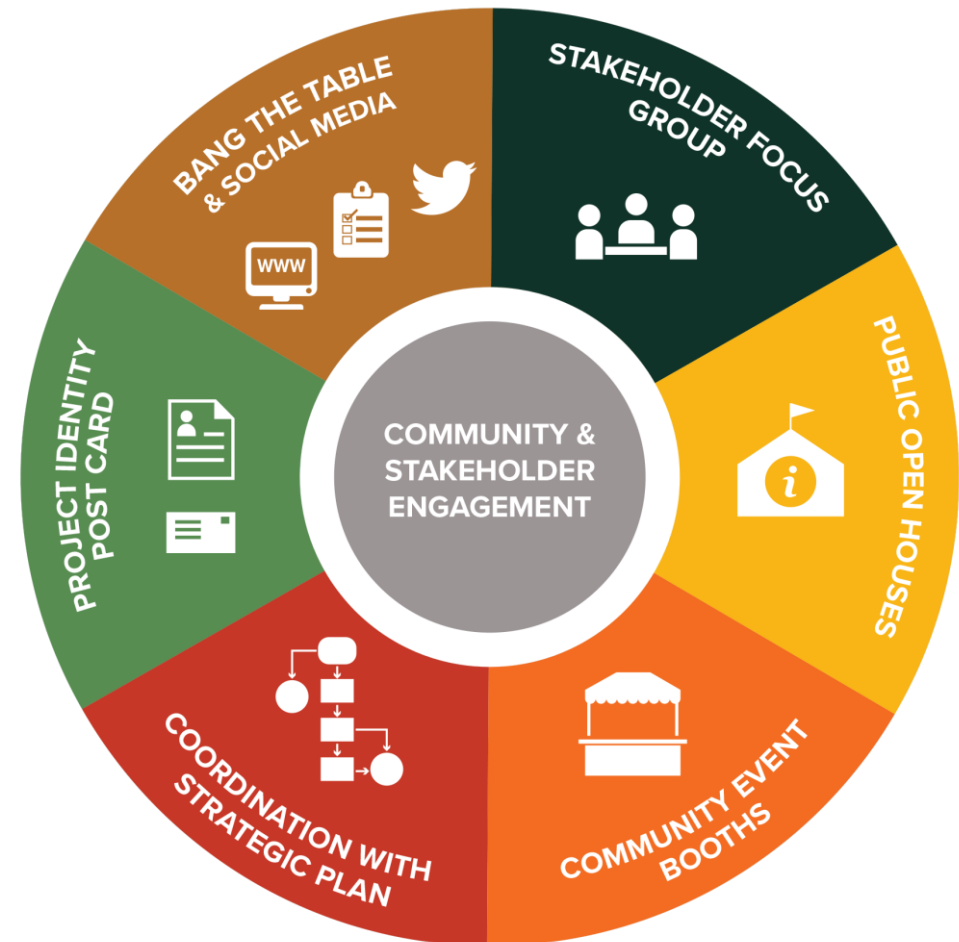 BANG THE TABLE
& SOCIAL MEDIA
WWW
STAKEHOLDER FOCUS
GROUP
PUBLIC OPEN HOUSES
COMMUNITY EVENT
BOOTHS
COORDINATION WITH
STRATEGIC PLAN
PROJECT IDENTITY
POST CARD
COMMUNITY &
STAKEHOLDER
ENGAGEMENT
i